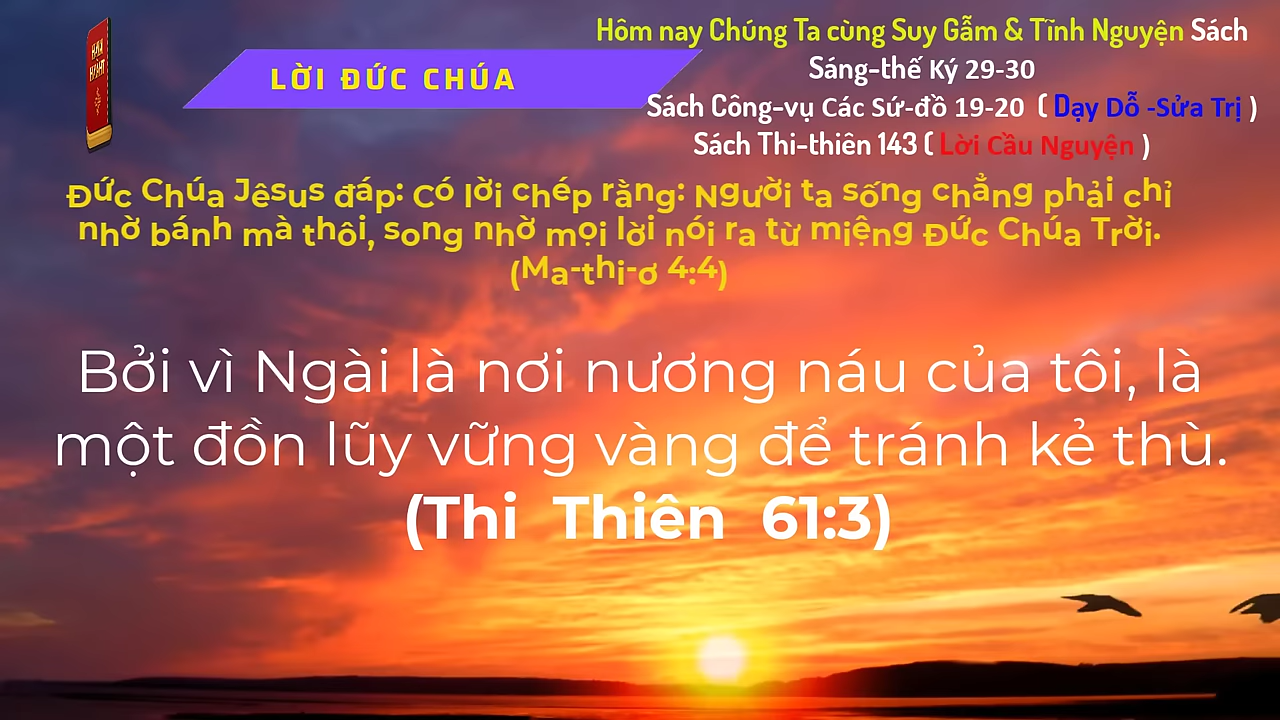 LỜI ĐỨC CHÚA
Hôm nay Chúng Ta cùng Suy Gẫm & Tĩnh Nguyện Sách
Sáng-thế Ký 29-30
Sách Công-vụ Các Sứ-đồ 19-20 ( Dạy Dỗ -Sửa Trị )
Sách Thi-thiên 143 ( Lời Cầu Nguyện )
Đức Chúa Jêsus đáp: Có lời chép rằng: Người ta sống chẳng phải chỉ
nhờ bánh mà thôi, song nhờ mọi lời nói ra từ miệng Đức Chúa Trời.
(Ma-thi-ơ 4:4)
Bởi vì Ngài là nơi nương náu của tôi, là
một đồn lũy vững vàng để tránh kẻ thù.
(Thi Thiên 61:3)